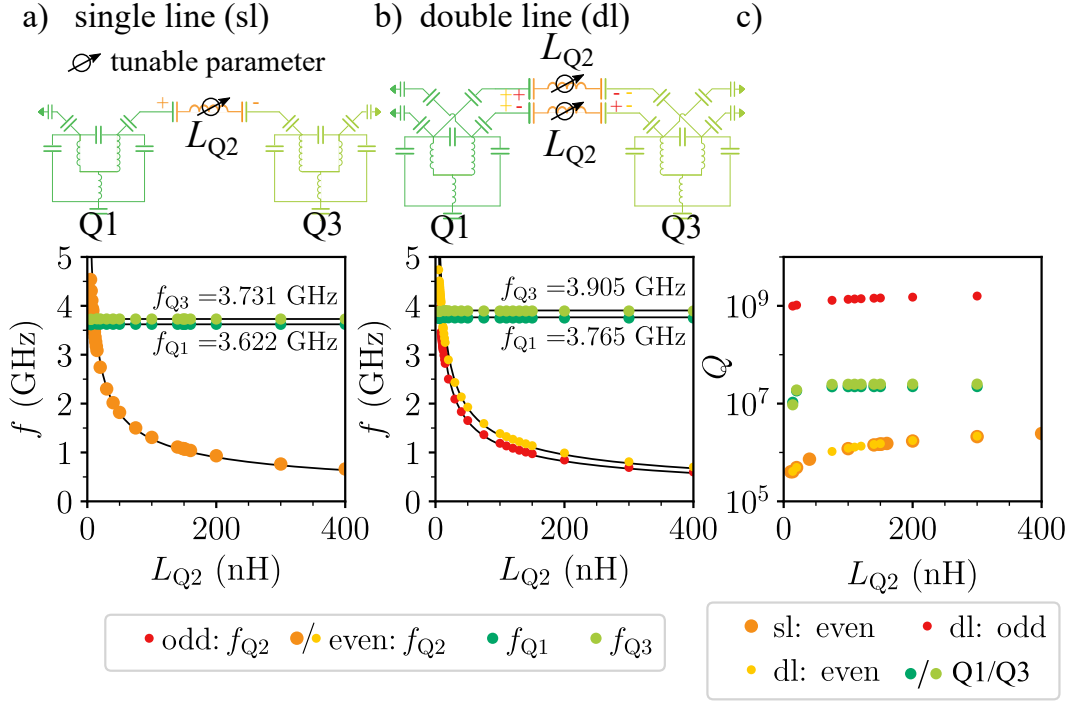 a) single line (sl)
tunable parameter
+ -
L_Q2
Q1 Q3
b) double line (dl)
L_Q2
+ + - -
+ - + -
L_Q2
Q1 Q3
c)
f (GHz)
5
4
3
2
1
0
f_Q3 =3.731 GHz
f_Q1 =3.622 GHz
0 200 400
L_Q2 (nH)
f (GHz)
5
4
3
2
1
0
f_Q3 =3.905 GHz
f_Q1 =3.765 GHz
0 200 400
L_Q2 (nH)
Q
10^9
10^7
10^5
0 200 400
L_Q2 (nH)
odd: f_Q2 / even: f_Q2 f_Q1 f_Q3
sl: even dl: odd
dl: even / Q1/Q3